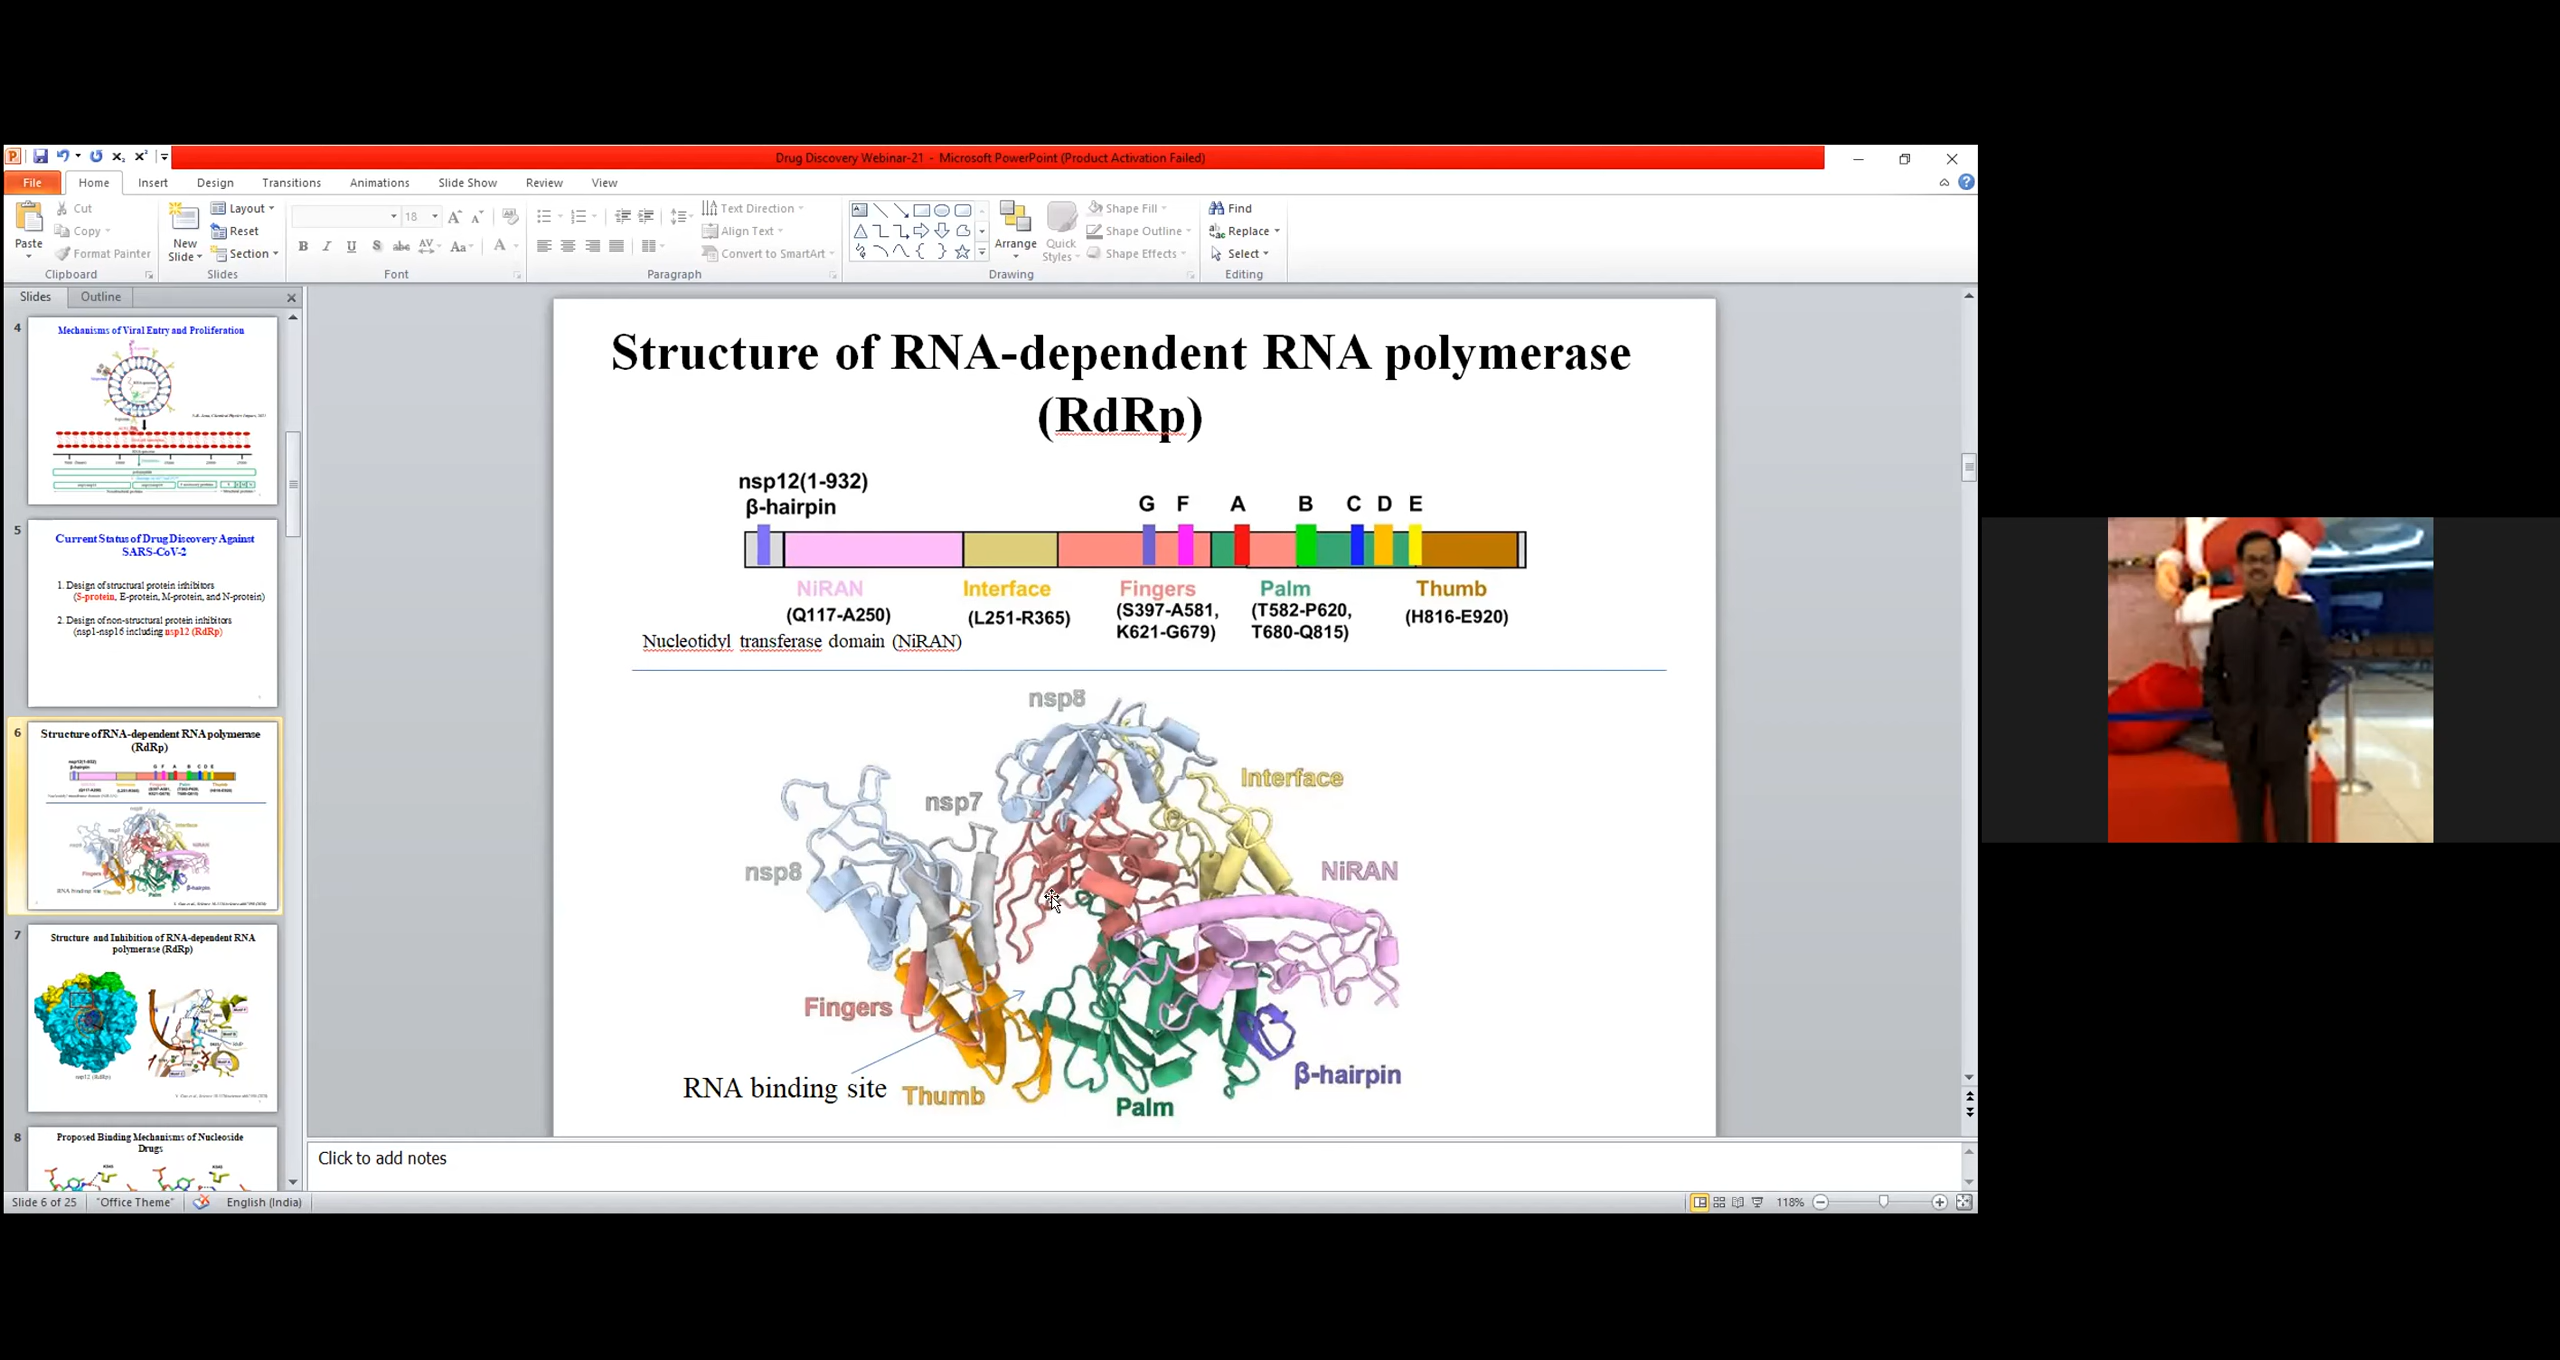 Drug Discovery Webinar-21 - Microsoft PowerPoint (Product Activation Failed)
File Home Insert Design Transitions Animations Slide Show Review View
Paste
Cut
Copy
Format Painter
Clipboard
New Slide
Layout
Reset
Section
Slides
18
Font
Text Direction
Align Text
Convert to SmartArt
Paragraph
Arrange
Quick Styles
Shape Fill
Shape Outline
Shape Effects
Drawing
Find
Replace
Select
Editing
Slides Outline
4
Mechanisms of Viral Entry and Proliferation
5
Current Status of Drug Discovery Against
SARS-CoV-2
1. Design of structural protein inhibitors
(S-protein, E-protein, M-protein, and N-protein)
2. Design of non-structural protein inhibitors
(nsp1-nsp16 including nsp12 (RdRp)
6
Structure of RNA-dependent RNA polymerase
(RdRp)
7
Structure and Inhibition of RNA-dependent RNA
polymerase (RdRp)
nsp12 (RdRp)
8
Proposed Binding Mechanisms of Nucleoside
Drugs
Structure of RNA-dependent RNA polymerase
(RdRp)
nsp12(1-932)
β-hairpin
G F A B C D E
NiRAN Interface Fingers Palm Thumb
(Q117-A250) (L251-R365) (S397-A581, (T582-P620, (H816-E920)
K621-G679) T680-Q815)
Nucleotidyl transferase domain (NiRAN)
nsp8
Interface
nsp7
nsp8
NiRAN
Fingers
β-hairpin
RNA binding site
Thumb
Palm
Click to add notes
Slide 6 of 25 "Office Theme" English (India) 118%